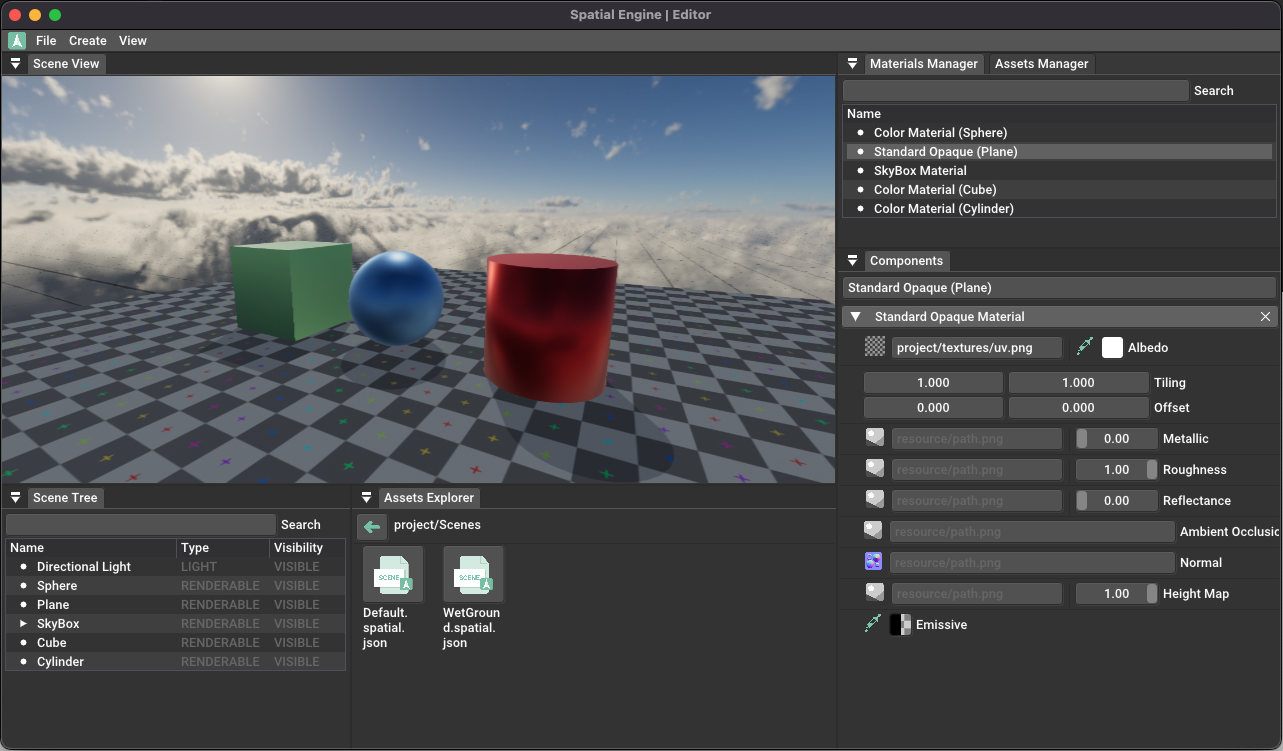 Spatial Engine | Editor
File Create View
Scene View
Materials Manager Assets Manager
Search
Name
Color Material (Sphere)
Standard Opaque (Plane)
SkyBox Material
Color Material (Cube)
Color Material (Cylinder)
Components
Standard Opaque (Plane)
Standard Opaque Material
project/textures/uv.png Albedo
1.000 1.000 Tiling
0.000 0.000 Offset
resource/path.png 0.00 Metallic
resource/path.png 1.00 Roughness
resource/path.png 0.00 Reflectance
resource/path.png Ambient Occlusio
resource/path.png Normal
resource/path.png 1.00 Height Map
Emissive
Scene Tree
Search
Name Type Visibility
Directional Light LIGHT VISIBLE
Sphere RENDERABLE VISIBLE
Plane RENDERABLE VISIBLE
SkyBox RENDERABLE VISIBLE
Cube RENDERABLE VISIBLE
Cylinder RENDERABLE VISIBLE
Assets Explorer
project/Scenes
SCENE
Default.
spatial.
json
SCENE
WetGroun
d.spatial.
json